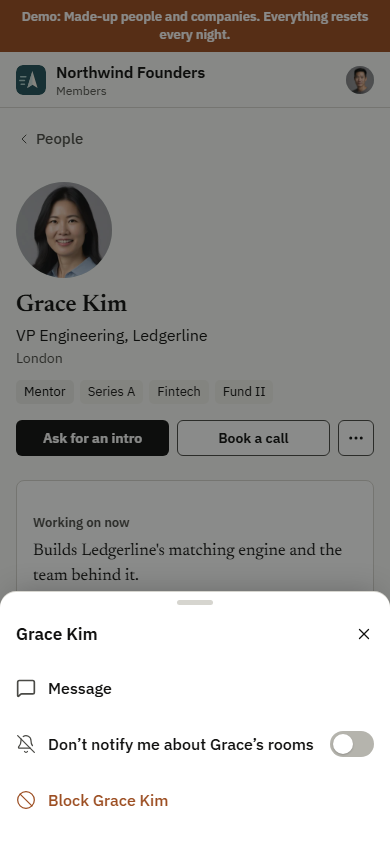 Demo: Made-up people and companies. Everything resets
every night.
Northwind Founders
Members
People
Grace Kim
VP Engineering, Ledgerline
London
Mentor
Series A
Fintech
Fund II
Ask for an intro
Book a call
Working on now
Builds Ledgerline's matching engine and the
team behind it.
Grace Kim
Message
Don’t notify me about Grace’s rooms
Block Grace Kim